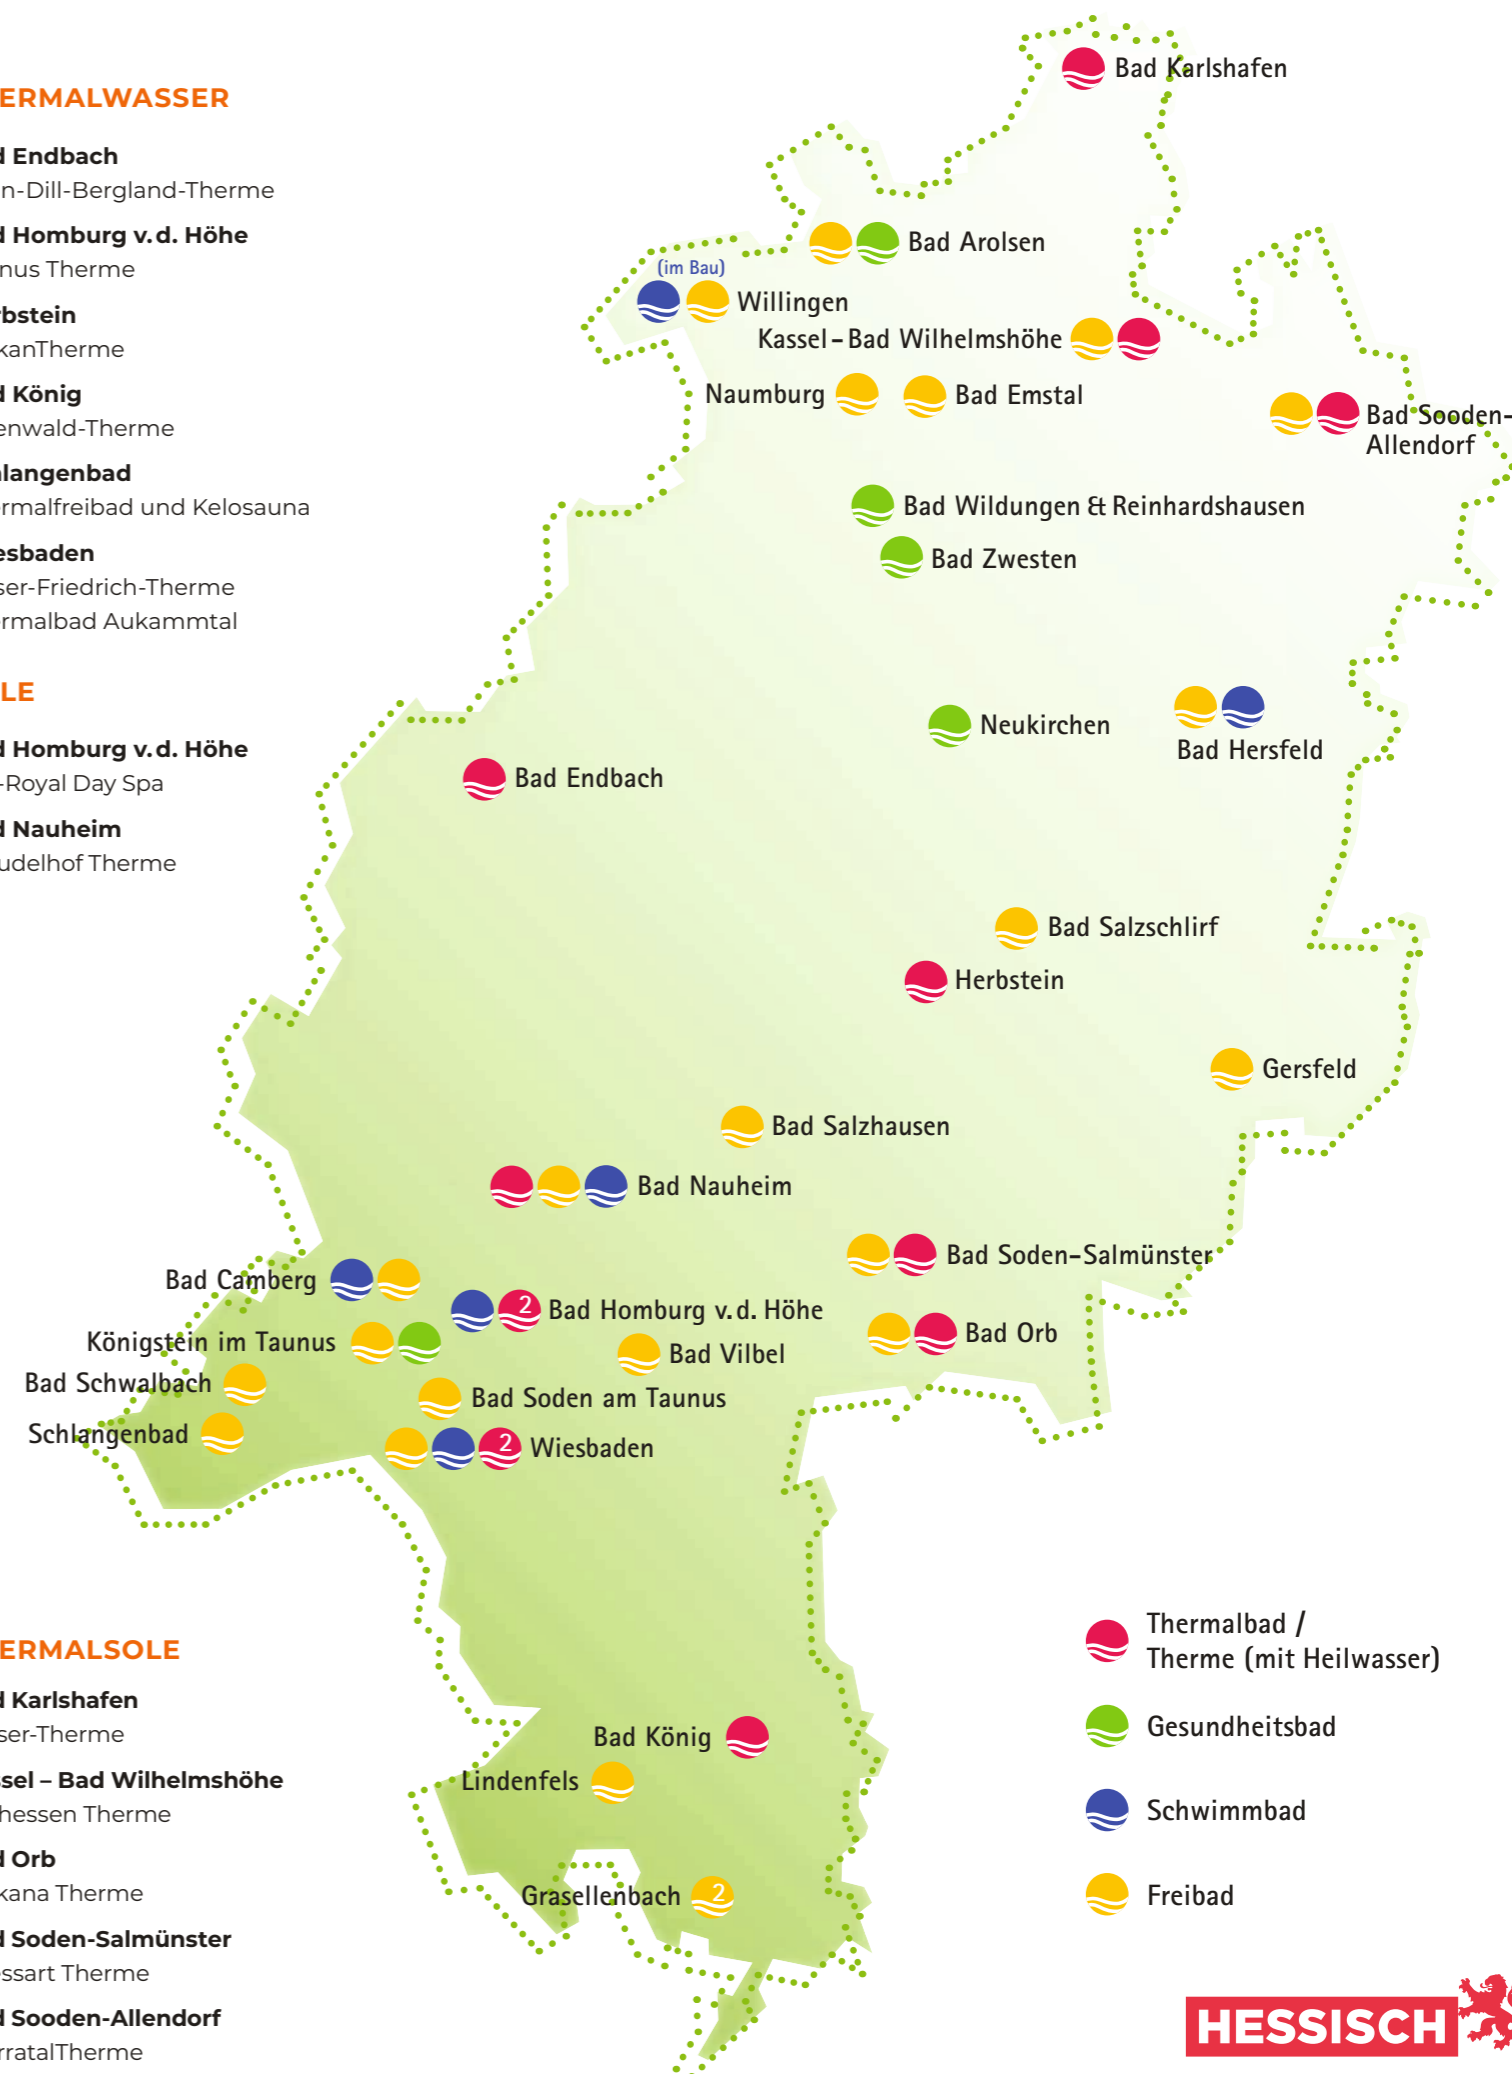 ERMALWASSER
d Endbach
n-Dill-Bergland-Therme
d Homburg v.d. Höhe
nus Therme
bstein
kanTherme
d König
enwald-Therme
langenbad
ermalfreibad und Kelosauna
esbaden
ser-Friedrich-Therme
ermalbad Aukammtal
LE
d Homburg v.d. Höhe
-Royal Day Spa
d Nauheim
udelhof Therme
ERMALSOLE
d Karlshafen
ser-Therme
ssel – Bad Wilhelmshöhe
hessen Therme
d Orb
kana Therme
d Soden-Salmünster
essart Therme
d Sooden-Allendorf
rratalTherme
Bad Karlshafen
Bad Arolsen
(im Bau)
Willingen
Kassel-Bad Wilhelmshöhe
Naumburg
Bad Emstal
Bad Sooden-
Allendorf
Bad Wildungen & Reinhardshausen
Bad Zwesten
Neukirchen
Bad Hersfeld
Bad Endbach
Bad Salzschlirf
Herbstein
Gersfeld
Bad Salzhausen
Bad Nauheim
Bad Soden-Salmünster
Bad Camberg
2 Bad Homburg v.d. Höhe
Bad Orb
Königstein im Taunus
Bad Vilbel
Bad Schwalbach
Bad Soden am Taunus
Schlangenbad
2 Wiesbaden
Bad König
Lindenfels
Grasellenbach 2
Thermalbad /
Therme (mit Heilwasser)
Gesundheitsbad
Schwimmbad
Freibad
HESSISCH